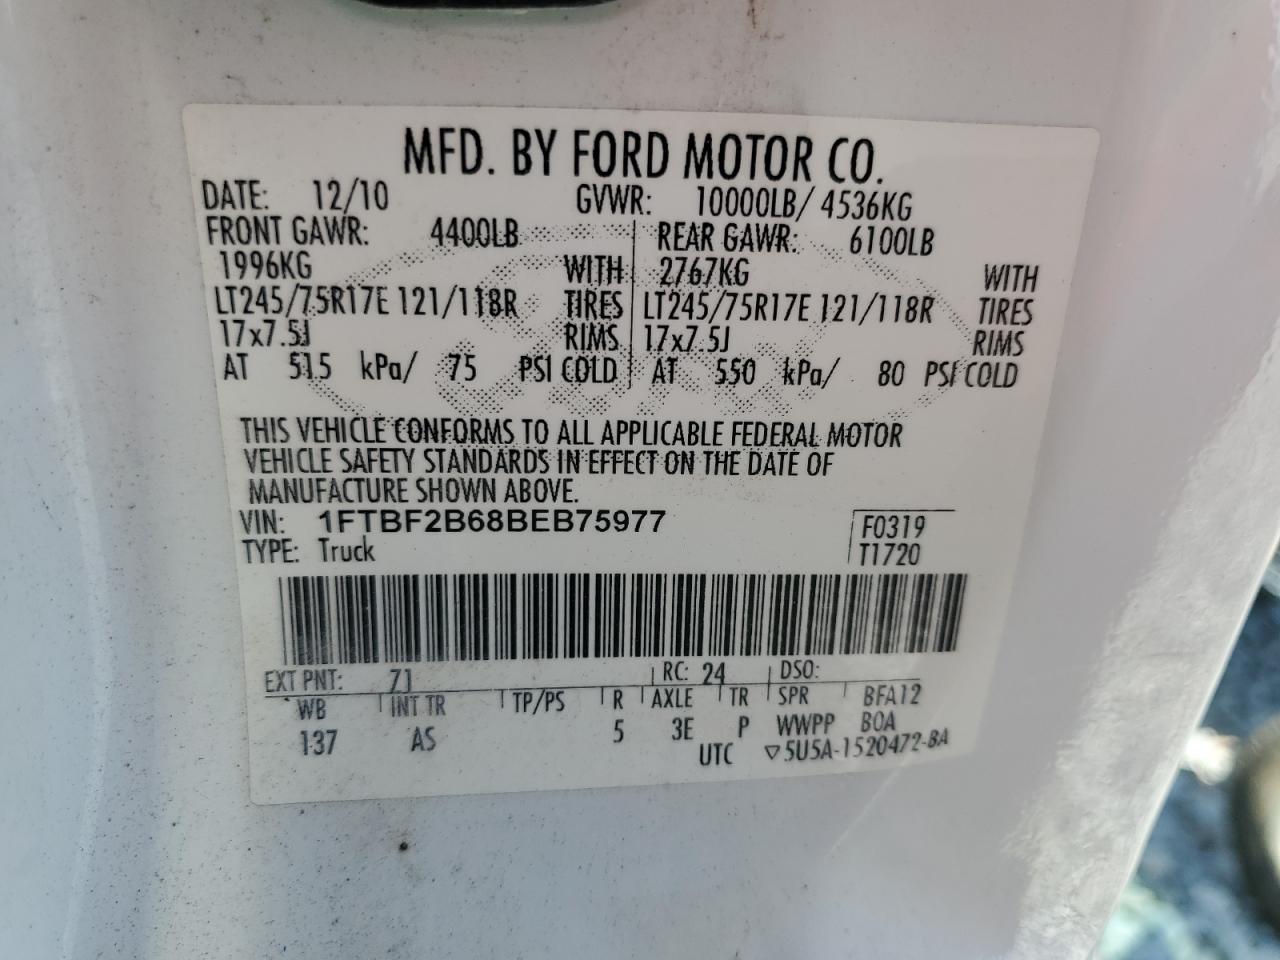 MFD. BY FORD MOTOR CO.
DATE: 12/10 GVWR: 10000LB/ 4536KG
FRONT GAWR: 4400LB REAR GAWR: 6100LB
1996KG WITH 2767KG WITH
LT245/75R17E 121/118R TIRES LT245/75R17E 121/118R TIRES
17x7.5J RIMS 17x7.5J RIMS
AT 515 kPa/ 75 PSI COLD AT 550 kPa/ 80 PSI COLD
THIS VEHICLE CONFORMS TO ALL APPLICABLE FEDERAL MOTOR
VEHICLE SAFETY STANDARDS IN EFFECT ON THE DATE OF
MANUFACTURE SHOWN ABOVE.
VIN: 1FTBF2B68BEB75977 F0319
TYPE: Truck T1720
EXT PNT: Z1 RC: 24 DSO:
WB INT TR TP/PS R AXLE TR SPR BFA12
137 AS 5 3E P WWPP BOA
UTC ▽5U5A-1520472-BA